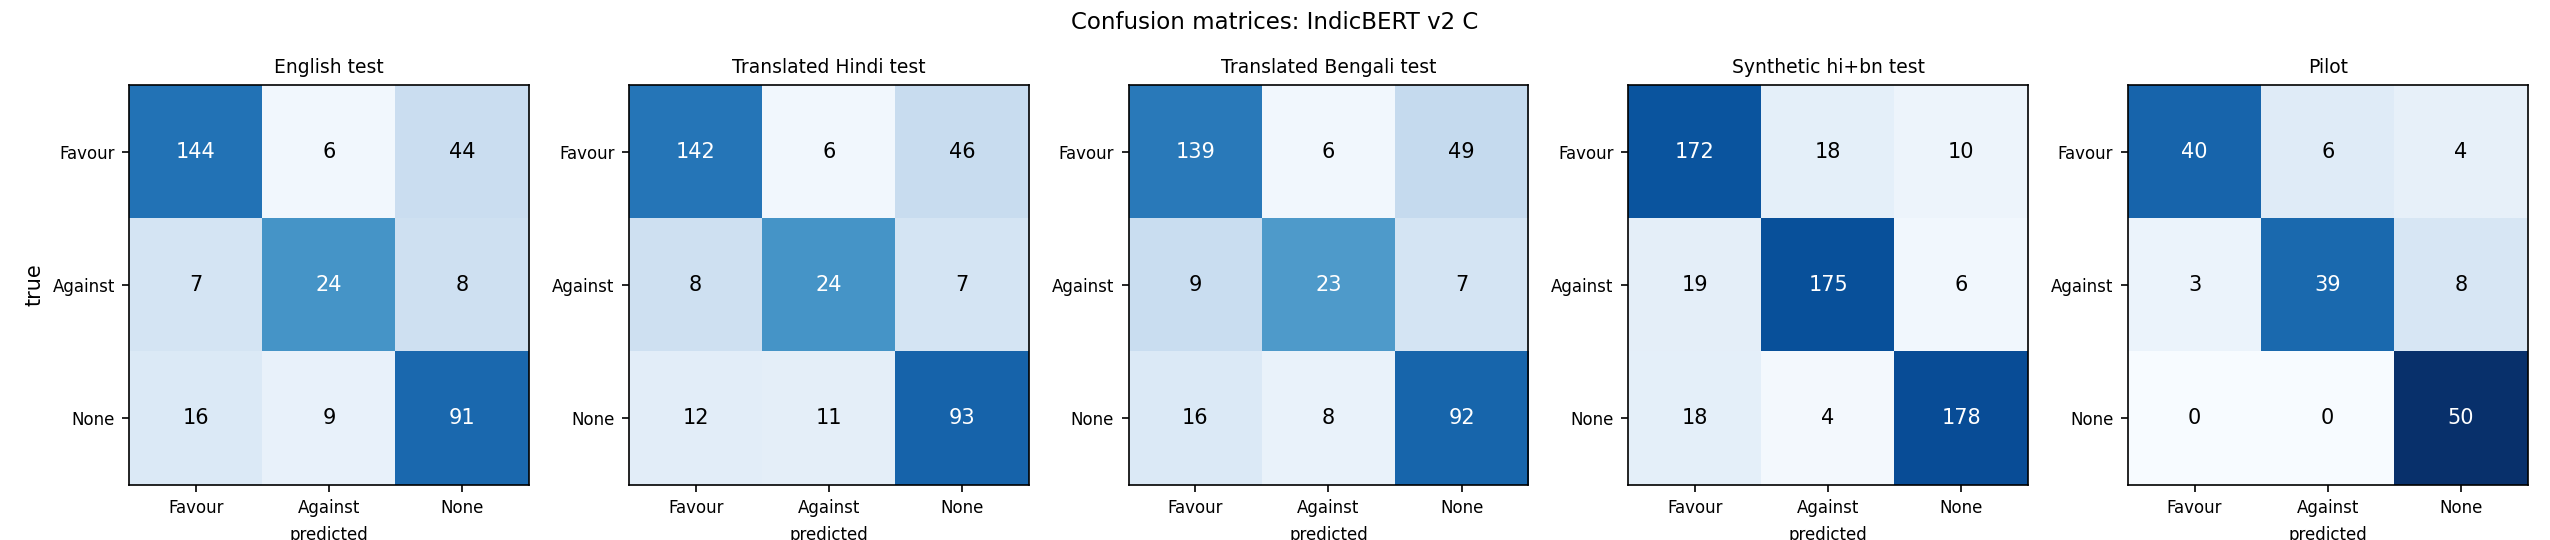 Confusion matrices: IndicBERT v2 C
English test
Translated Hindi test
Translated Bengali test
Synthetic hi+bn test
Pilot
true
Favour 144 6 44
Against 7 24 8
None 16 9 91
Favour Against None
predicted
Favour 142 6 46
Against 8 24 7
None 12 11 93
Favour Against None
predicted
Favour 139 6 49
Against 9 23 7
None 16 8 92
Favour Against None
predicted
Favour 172 18 10
Against 19 175 6
None 18 4 178
Favour Against None
predicted
Favour 40 6 4
Against 3 39 8
None 0 0 50
Favour Against None
predicted